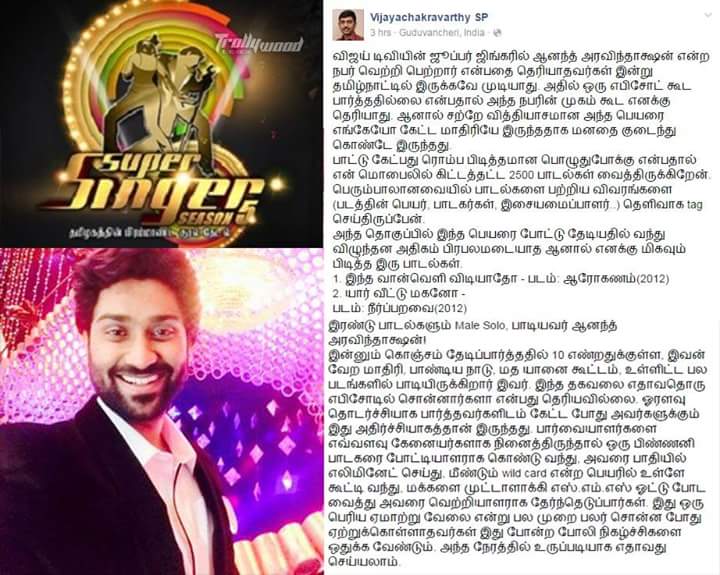 Trollywood
Super
Singer
SEASON 5
Vijayachakravarthy SP
3 hrs · Guduvancheri, India ·
விஜய் டிவியின் ஜூப்பர் ஜிங்கரில் ஆனந்த் அரவிந்தாக்ஷன் என்ற
நபர் வெற்றி பெற்றார் என்பதை தெரியாதவர்கள் இன்று
தமிழ்நாட்டில் இருக்கவே முடியாது. அதில் ஒரு எபிசோட் கூட
பார்த்ததில்லை என்பதால் அந்த நபரின் முகம் கூட எனக்கு
தெரியாது. ஆனால் சற்றே வித்தியாசமான அந்த பெயரை
எங்கேயோ கேட்ட மாதிரியே இருந்ததாக மனதை குடைந்து
கொண்டே இருந்தது.
பாட்டு கேட்பது ரொம்ப பிடித்தமான பொழுதுபோக்கு என்பதால்
என் மொபைலில் கிட்டத்தட்ட 2500 பாடல்கள் வைத்திருக்கிறேன்.
பெரும்பாலானவையில் பாடல்களை பற்றிய விவரங்களை
(படத்தின் பெயர், பாடகர்கள், இசையமைப்பாளர்..) தெளிவாக tag
செய்திருப்பேன்.
அந்த தொகுப்பில் இந்த பெயரை போட்டு தேடியதில் வந்து
விழுந்தன அதிகம் பிரபலமடையாத ஆனால் எனக்கு மிகவும்
பிடித்த இரு பாடல்கள்.
1. இந்த வான்வெளி விடியாதோ - படம்: ஆரோகணம்(2012)
2. யார் வீட்டு மகனோ -
படம்: நீர்ப்பறவை(2012)
இரண்டு பாடல்களும் Male Solo, பாடியவர் ஆனந்த்
அரவிந்தாக்ஷன்!
இன்னும் கொஞ்சம் தேடிப்பார்த்ததில் 10 எண்றதுக்குள்ள, இவன்
வேற மாதிரி, பாண்டிய நாடு, மத யானை கூட்டம், உள்ளிட்ட பல
படங்களில் பாடியிருக்கிறார் இவர். இந்த தகவலை எதாவதொரு
எபிசோடில் சொன்னார்களா என்பது தெரியவில்லை. ஓரளவு
தொடர்ச்சியாக பார்த்தவர்களிடம் கேட்ட போது அவர்களுக்கும்
இது அதிர்ச்சியாகத்தான் இருந்தது. பார்வையாளர்களை
எவ்வளவு கேனையர்களாக நினைத்திருந்தால் ஒரு பிண்ணனி
பாடகரை போட்டியாளராக கொண்டு வந்து, அவரை பாதியில்
எலிமினேட் செய்து, மீண்டும் wild card என்ற பெயரில் உள்ளே
கூட்டி வந்து, மக்களை முட்டாளாக்கி எஸ்.எம்.எஸ் ஓட்டு போட
வைத்து அவரை வெற்றியாளராக தேர்ந்தெடுப்பார்கள். இது ஒரு
பெரிய ஏமாற்று வேலை என்று பல முறை பலர் சொன்ன போது
ஏற்றுக்கொள்ளாதவர்கள் இது போன்ற போலி நிகழ்ச்சிகளை
ஒதுக்க வேண்டும். அந்த நேரத்தில் உருப்படியாக எதாவது
செய்யலாம்.